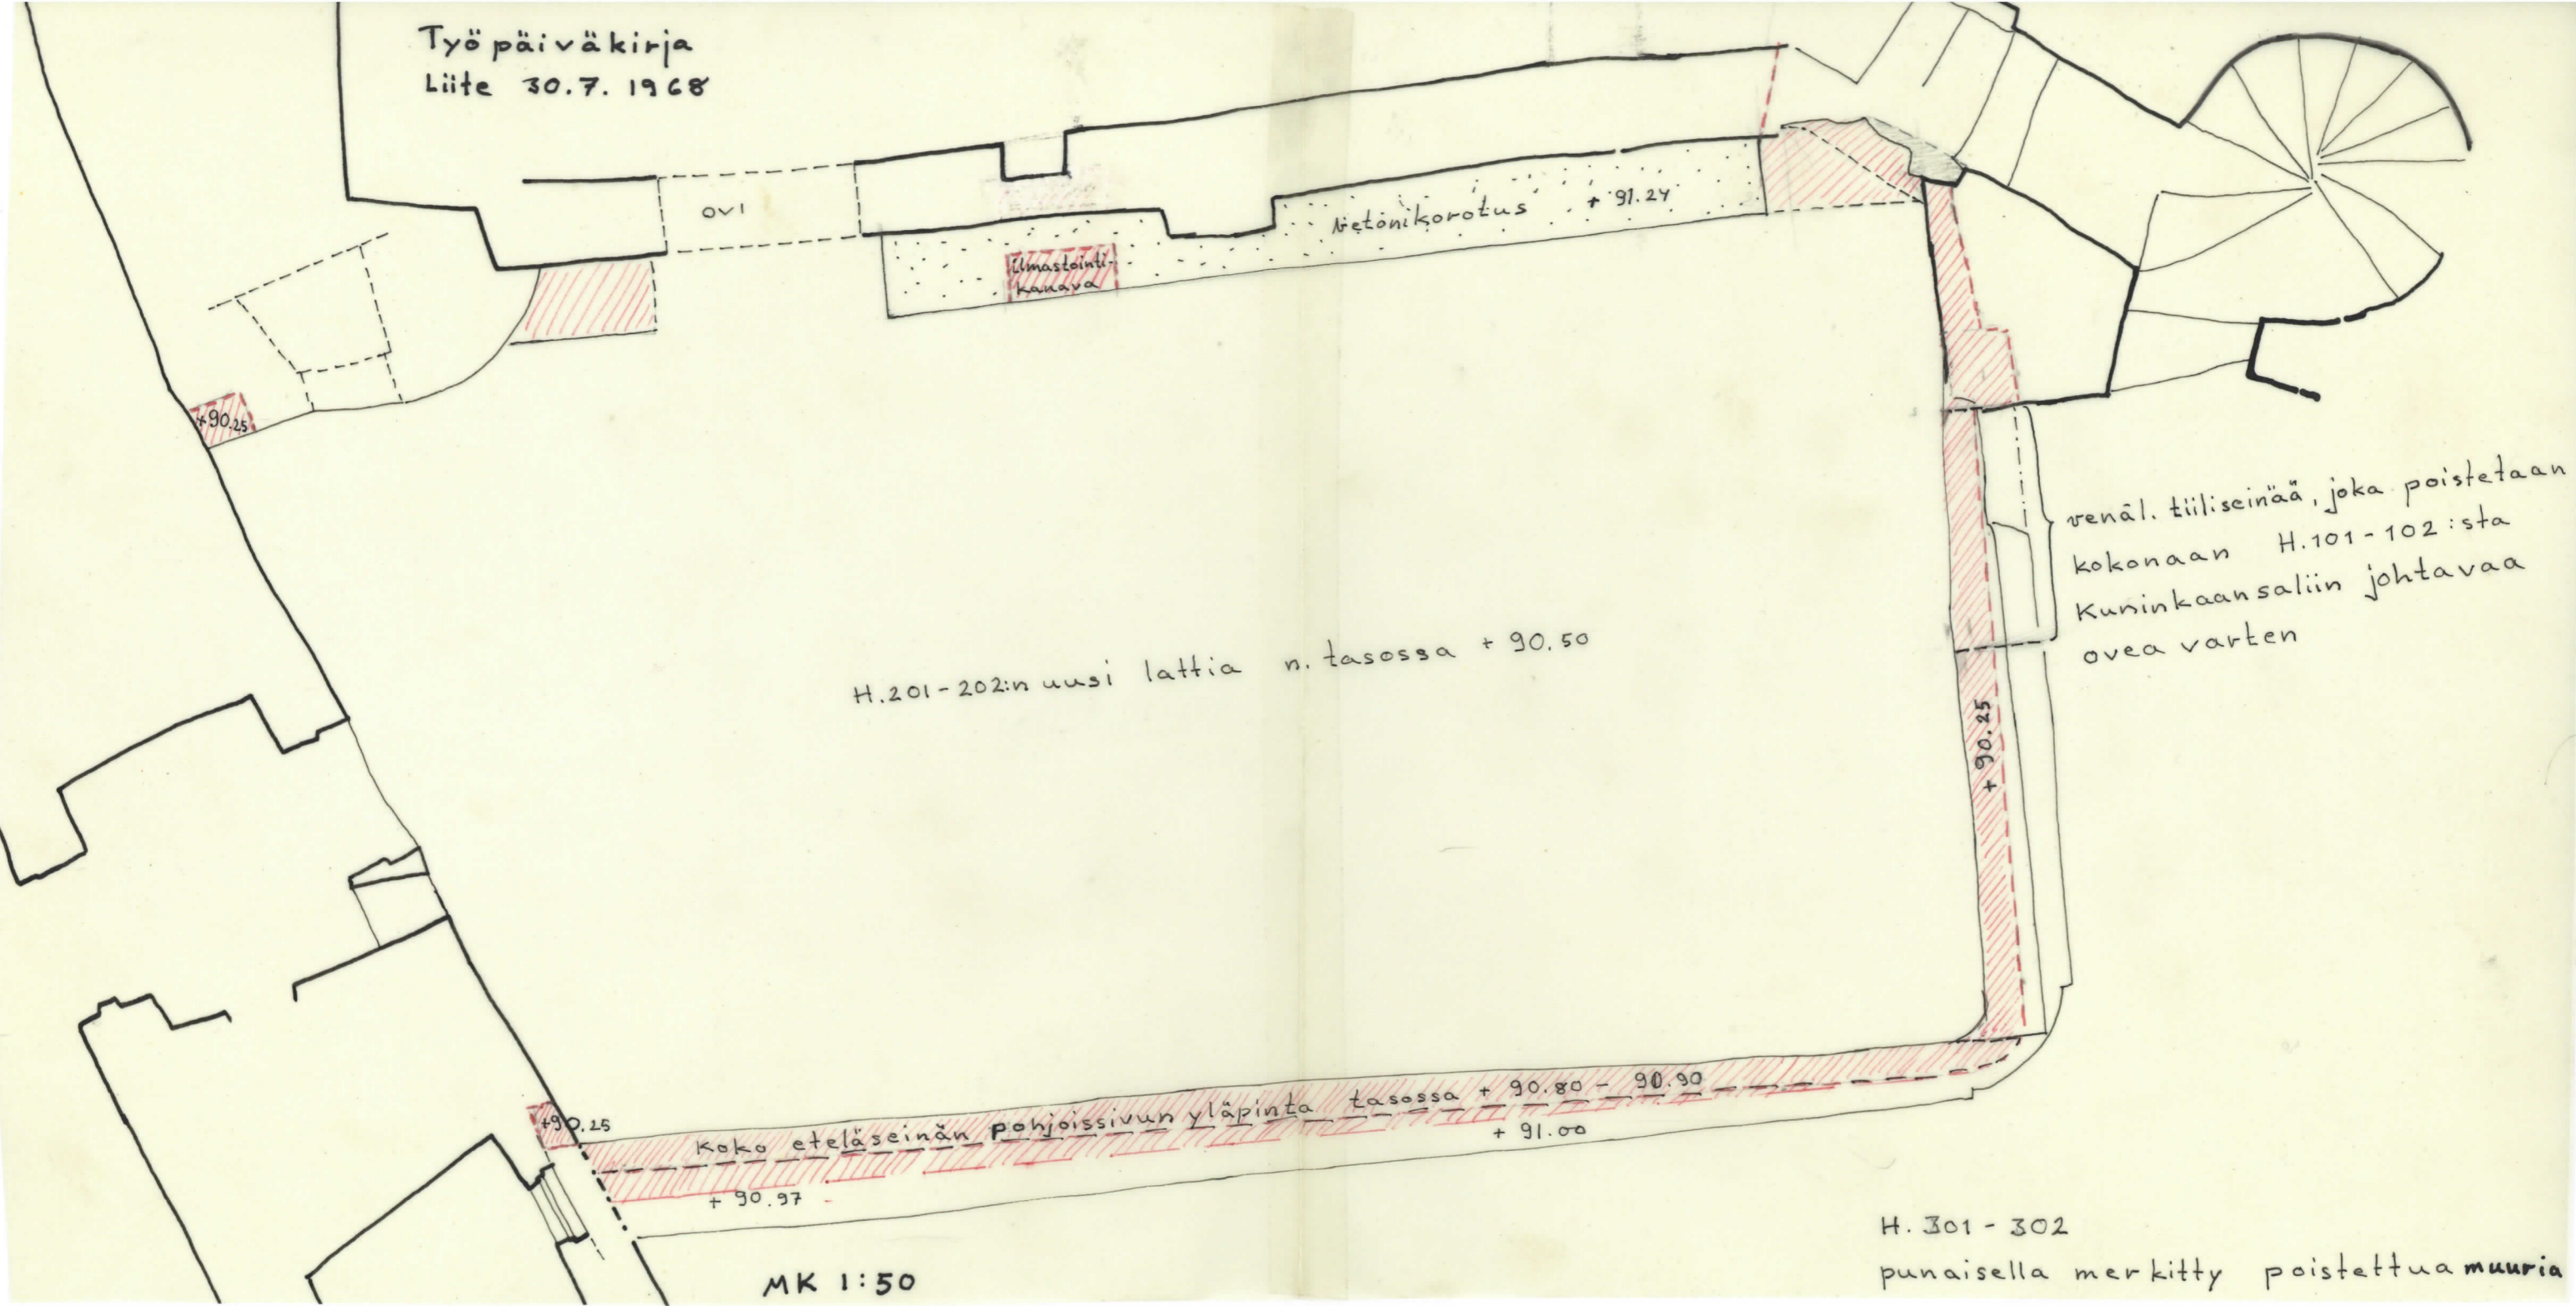 Työpäiväkirja
Liite 30.7. 1968
OVI
betonikorotus + 91.24
ilmastointi-
kanava
+90.25
venäl. tiiliseinää, joka poistetaan
kokonaan H.101-102:sta
Kuninkaansaliin johtavaa
ovea varten
H.201-202:n uusi lattia n. tasossa + 90.50
+ 90.25
+90.25
Koko eteläseinän pohjoissivun yläpinta tasossa + 90.80 - 90.90
+ 91.00
+ 90.97
MK 1:50
H. 301-302
punaisella merkitty poistettua muuria